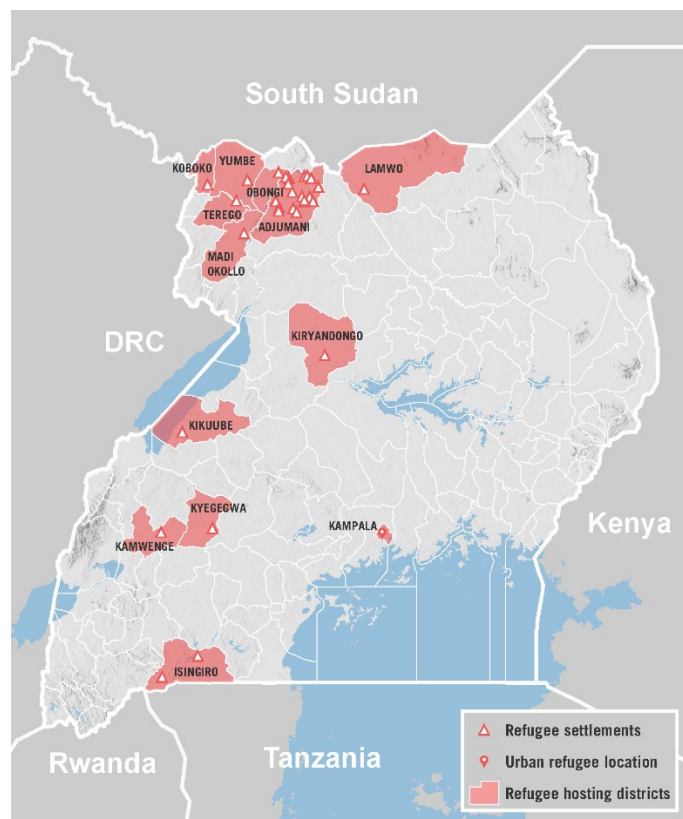 South Sudan
KOBOKO
YUMBE
LAMWO
OBONGI
TEREGO
ADJUMANI
MADI
OKOLLO
DRC
KIRYANDONGO
KIKUUBE
KYEGEGWA
KAMPALA
Kenya
KAMWENGE
ISINGIRO
Rwanda
Tanzania
Refugee settlements
Urban refugee location
Refugee hosting districts